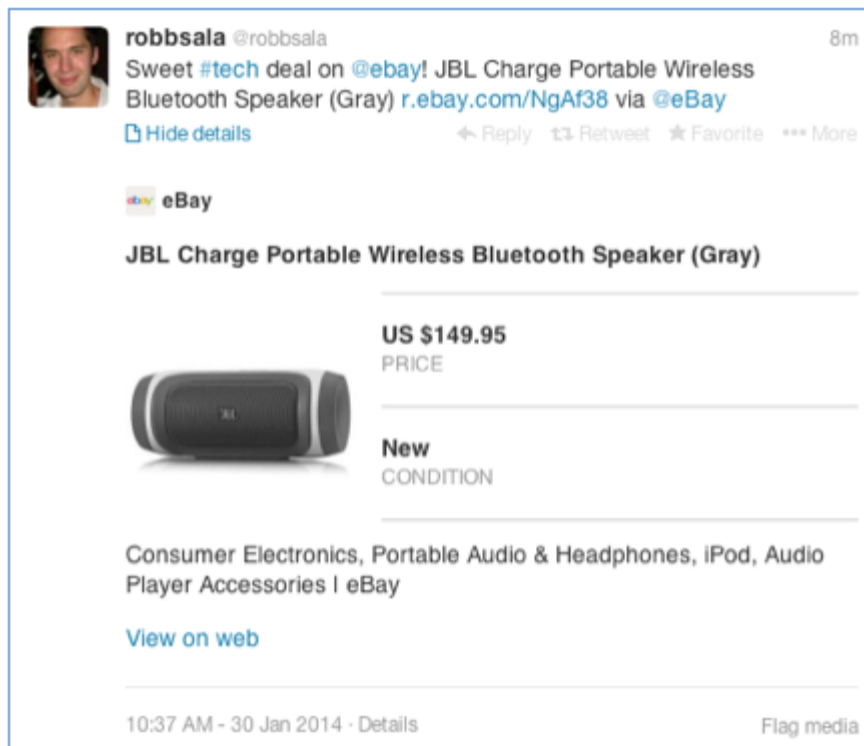 robbsala @robbsala 8m
Sweet #tech deal on @ebay! JBL Charge Portable Wireless
Bluetooth Speaker (Gray) r.ebay.com/NgAf38 via @eBay
Hide details Reply Retweet Favorite More
ebay eBay
JBL Charge Portable Wireless Bluetooth Speaker (Gray)
US $149.95
PRICE
JBL
New
CONDITION
Consumer Electronics, Portable Audio & Headphones, iPod, Audio
Player Accessories | eBay
View on web
10:37 AM - 30 Jan 2014 · Details Flag media